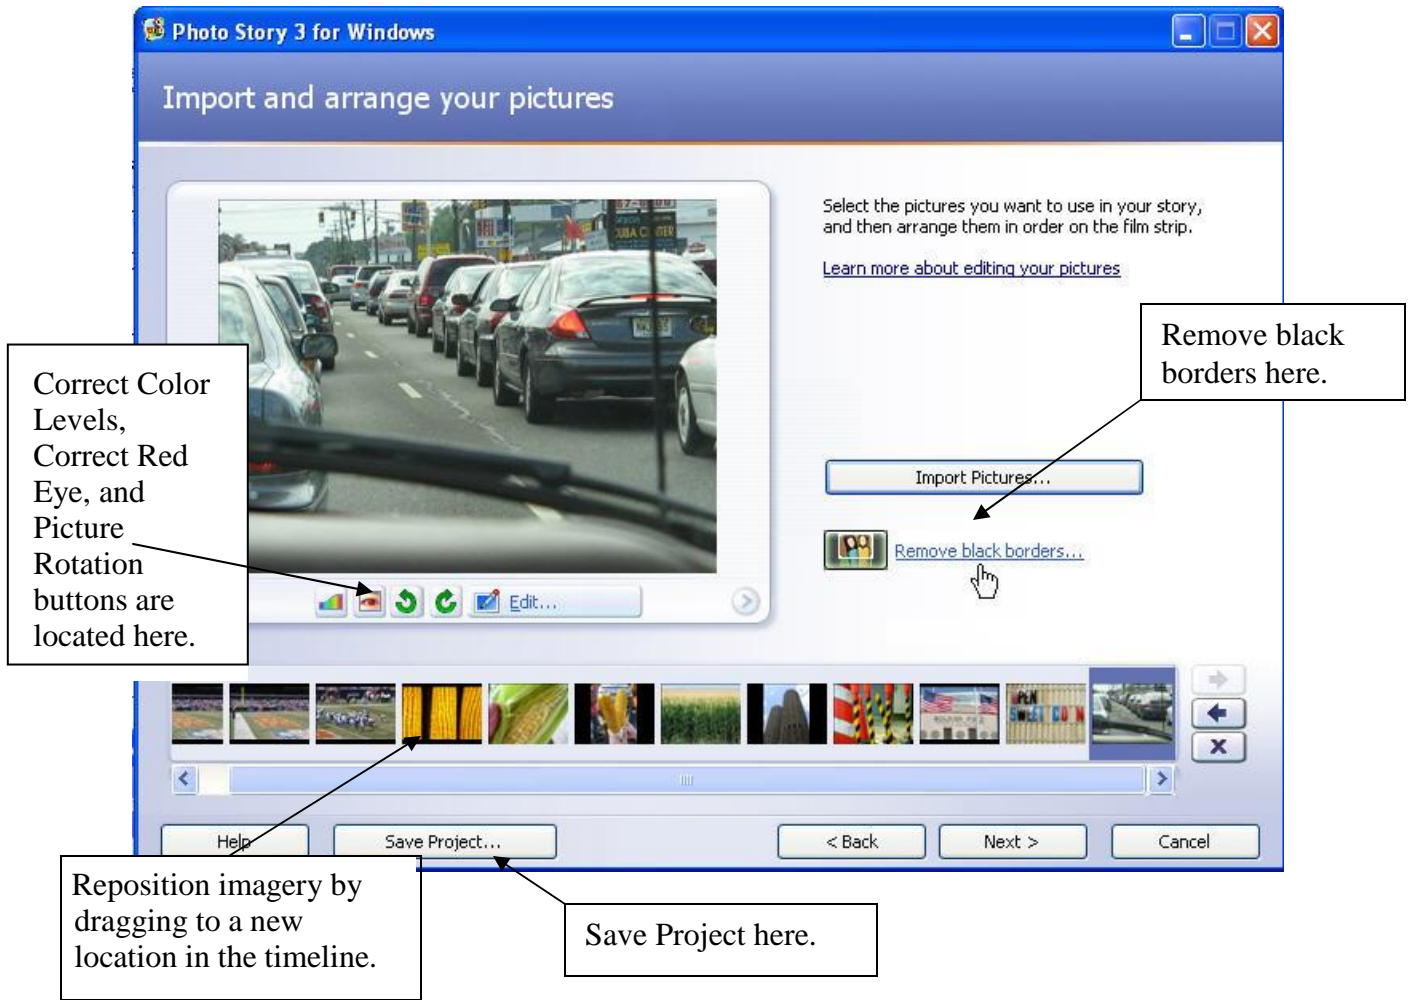 Photo Story 3 for Windows
Import and arrange your pictures
Select the pictures you want to use in your story,
and then arrange them in order on the film strip.
Learn more about editing your pictures
Remove black
borders here.
Correct Color
Levels,
Correct Red
Eye, and
Picture
Rotation
buttons are
located here.
Import Pictures...
Remove black borders...
Edit...
SWEET CORN
Help
Save Project...
< Back
Next >
Cancel
Reposition imagery by
dragging to a new
location in the timeline.
Save Project here.